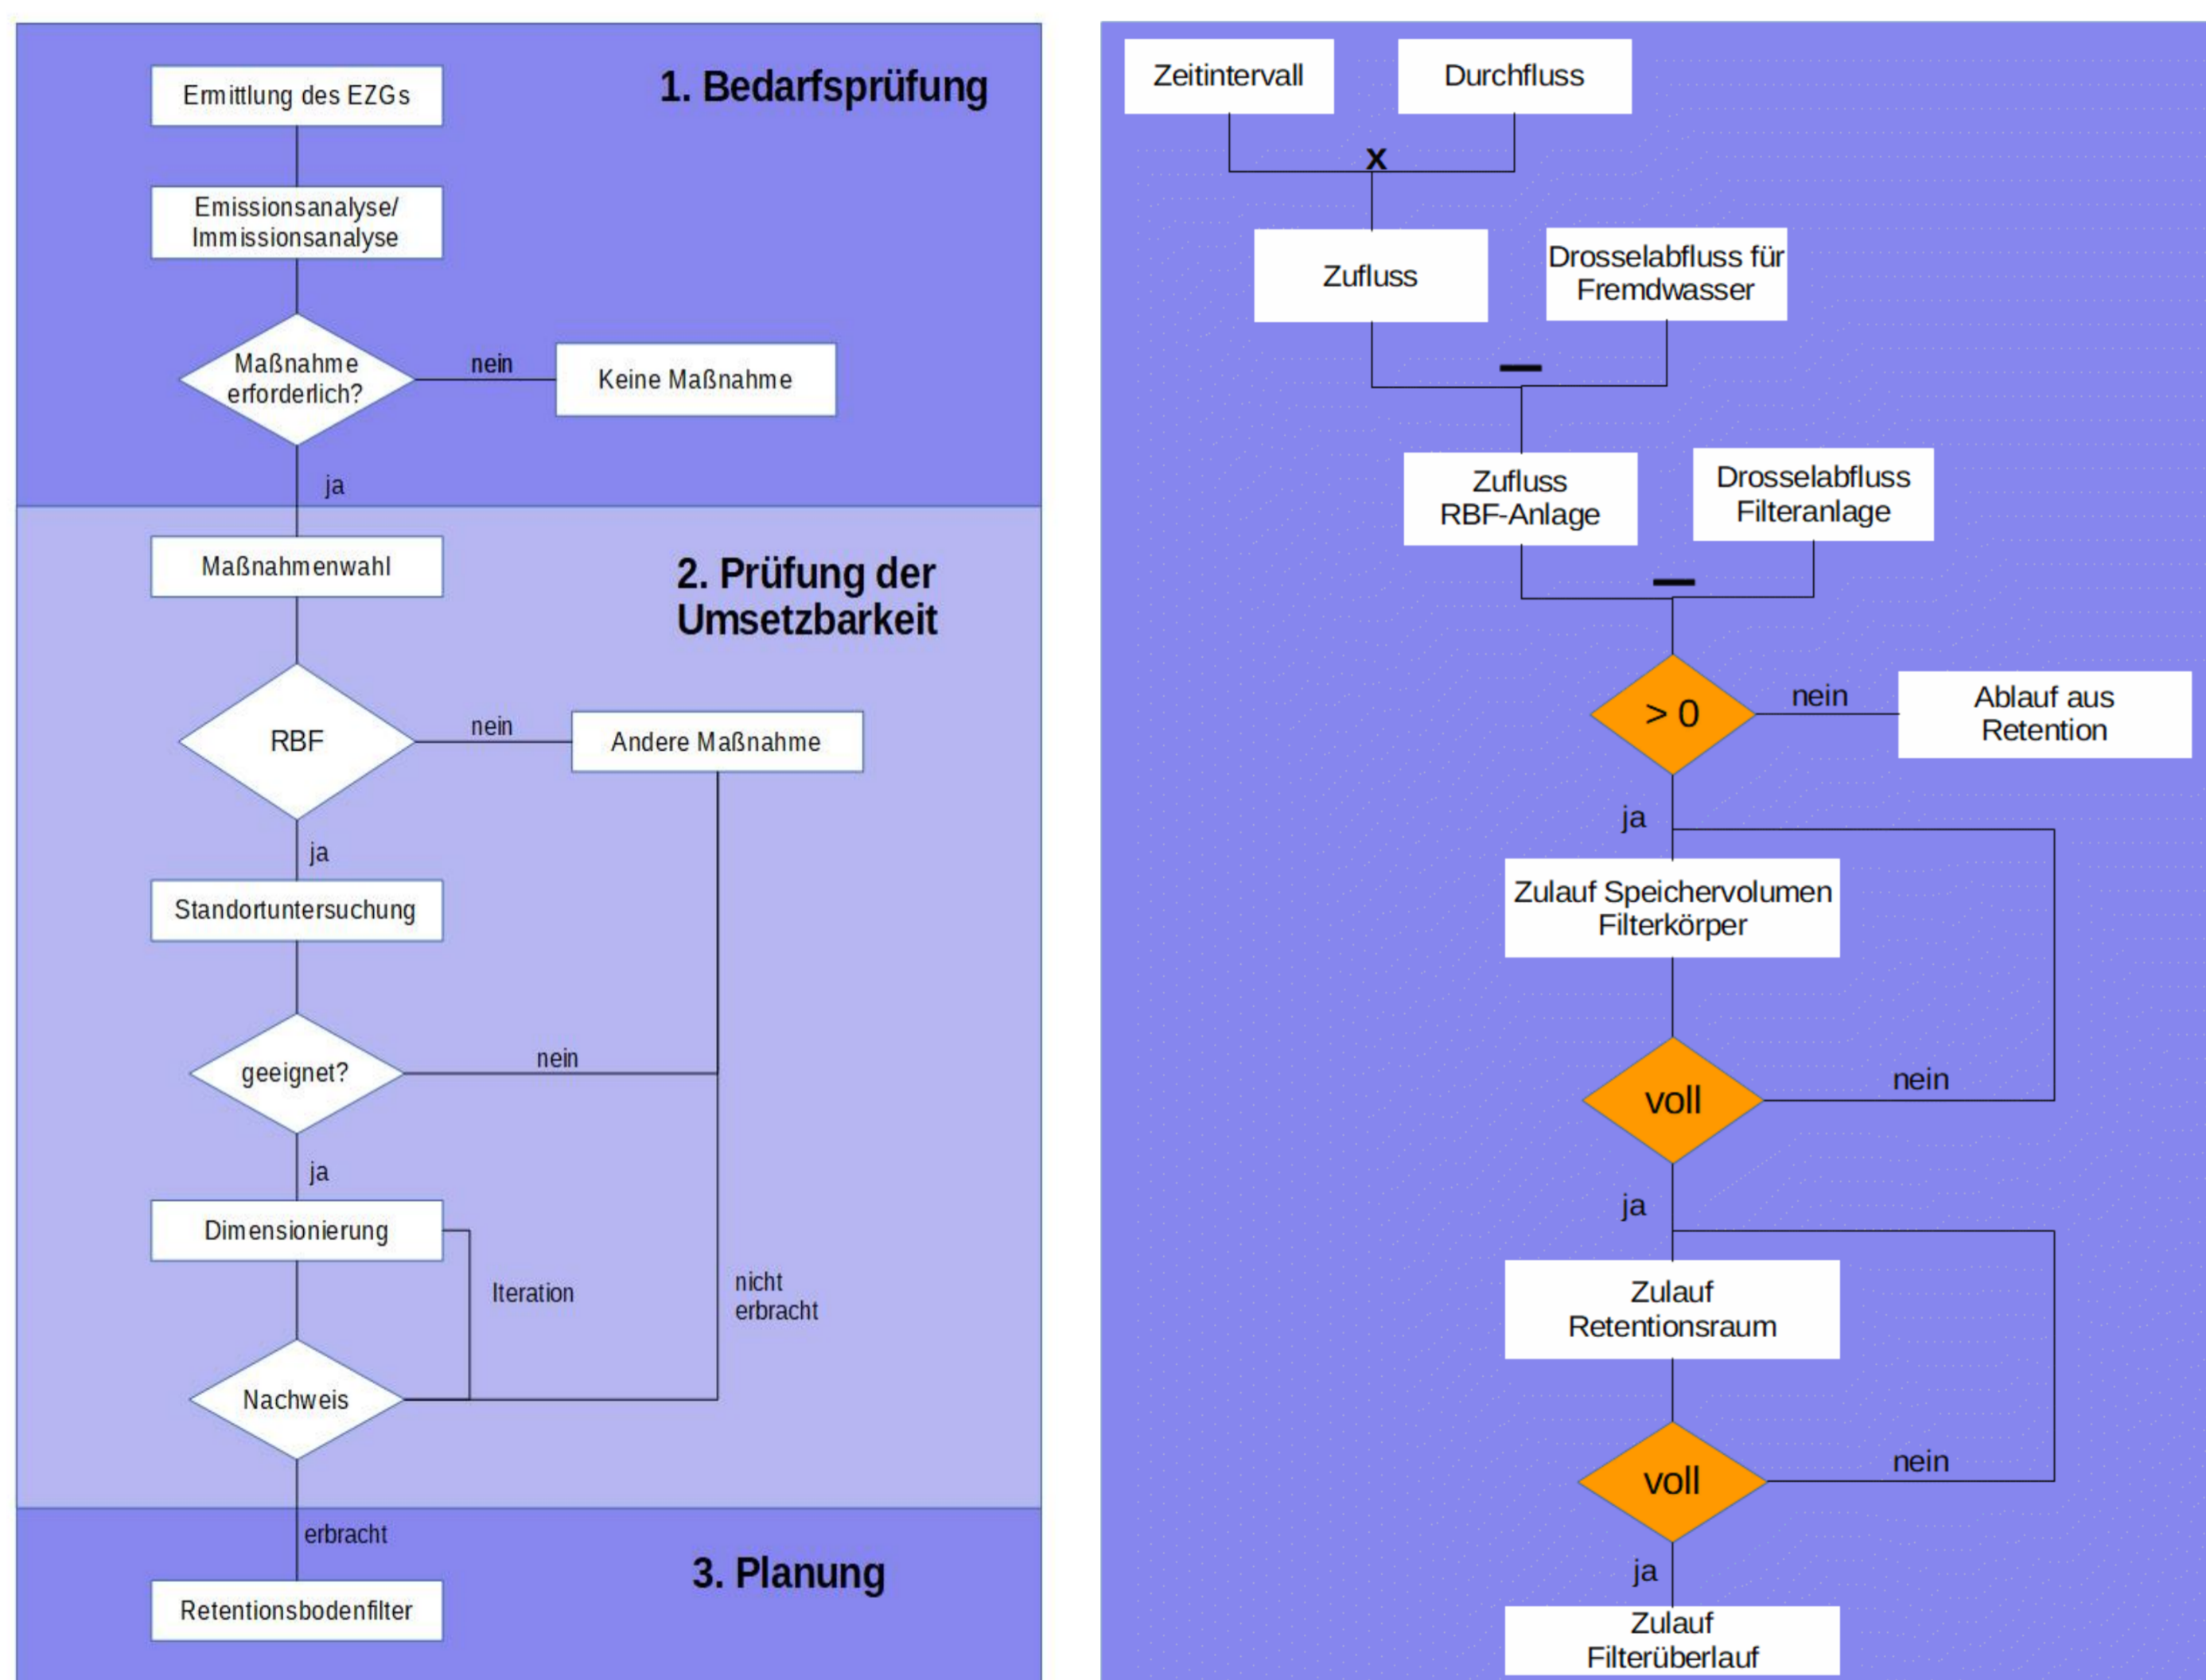 1. Bedarfsprüfung
Ermittlung des EZGs
Emissionsanalyse/
Immissionsanalyse
Maßnahme
erforderlich?
nein
Keine Maßnahme
ja
2. Prüfung der
Umsetzbarkeit
Maßnahmenwahl
RBF
nein
Andere Maßnahme
ja
Standortuntersuchung
geeignet?
nein
ja
Dimensionierung
Iteration
nicht
erbracht
Nachweis
erbracht
3. Planung
Retentionsbodenfilter
Zeitintervall
Durchfluss
x
Zufluss
Drosselabfluss für
Fremdwasser
–
Zufluss
RBF-Anlage
Drosselabfluss
Filteranlage
–
> 0
nein
Ablauf aus
Retention
ja
Zulauf Speichervolumen
Filterkörper
voll
nein
ja
Zulauf
Retentionsraum
voll
nein
ja
Zulauf
Filterüberlauf